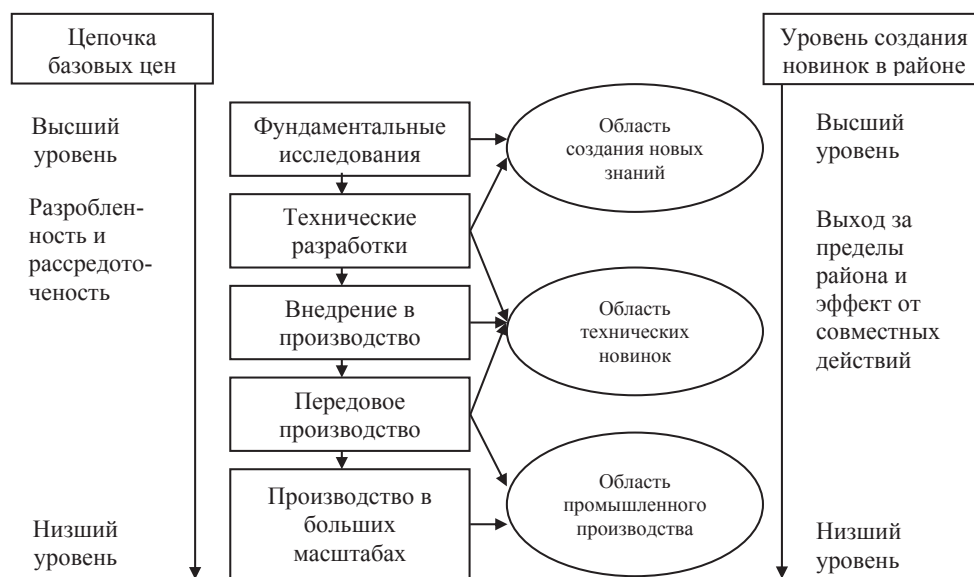 Цепочка
базовых цен
Уровень создания
новинок в районе
Высший
уровень
Разроблен-
ность и
рассредото-
ченость
Низший
уровень
Фундаментальные
исследования
Технические
разработки
Внедрение в
производство
Передовое
производство
Производство в
больших
масштабах
Область
создания новых
знаний
Область
технических
новинок
Область
промышленного
производства
Высший
уровень
Выход за
пределы
района и
эффект от
совместных
действий
Низший
уровень